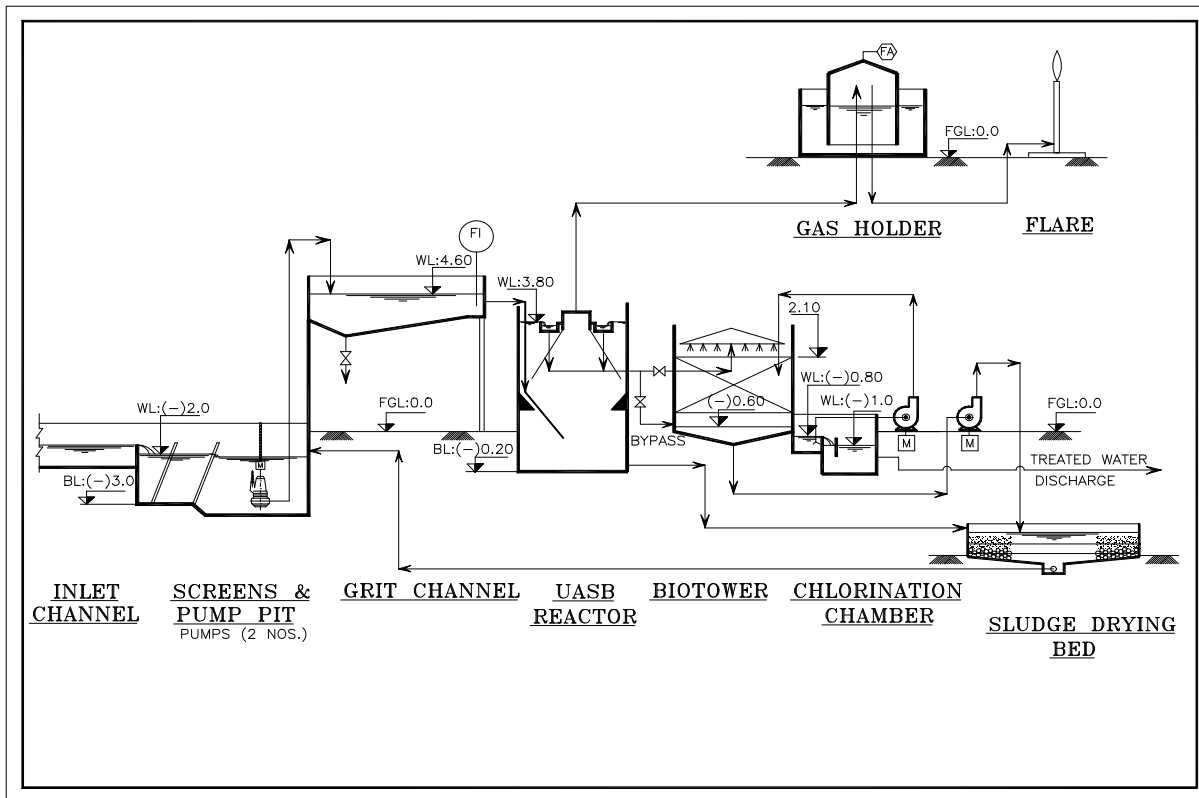 FA
FGL:0.0
GAS HOLDER
FLARE
FI
WL:4.60
WL:3.80
2.10
WL:(-)2.0
FGL:0.0
(-)0.60
WL:(-)0.80
WL:(-)1.0
FGL:0.0
BYPASS
M
M
M
BL:(-)3.0
BL:(-)0.20
TREATED WATER
DISCHARGE
INLET
CHANNEL
SCREENS &
PUMP PIT
PUMPS (2 NOS.)
GRIT CHANNEL
UASB
REACTOR
BIOTOWER
CHLORINATION
CHAMBER
SLUDGE DRYING
BED